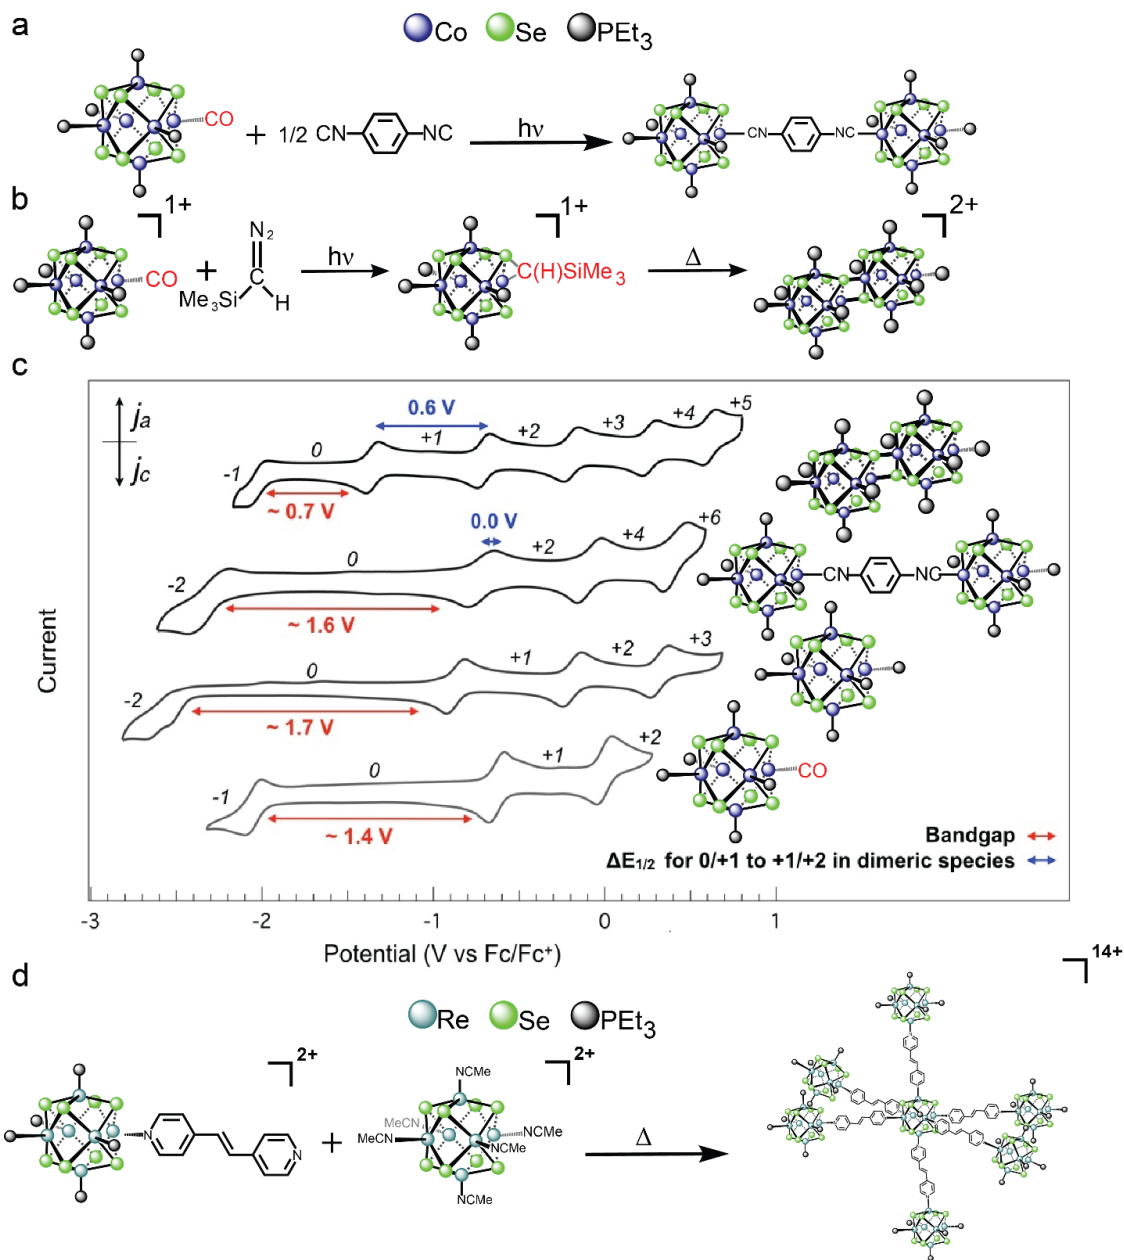 a
Co Se PEt3
CO
+ 1/2 CN NC hν CN NC
b
1+ 1+ 2+
N2
CO + hν C(H)SiMe3 Δ
Me3Si H
c
ja
jc
0.6 V
-1 0 +1 +2 +3 +4 +5
~ 0.7 V
0.0 V
-2 0 +2 +4 +6
CN NC
~ 1.6 V
-2 0 +1 +2 +3
~ 1.7 V
-1 0 +1 +2
CO
~ 1.4 V
Bandgap
ΔE1/2 for 0/+1 to +1/+2 in dimeric species
Current
-3 -2 -1 0 1
Potential (V vs Fc/Fc+)
d
14+
Re Se PEt3
2+ 2+
NCMe
MeCN
N + MeCN NCMe Δ
NCMe
N
NCMe